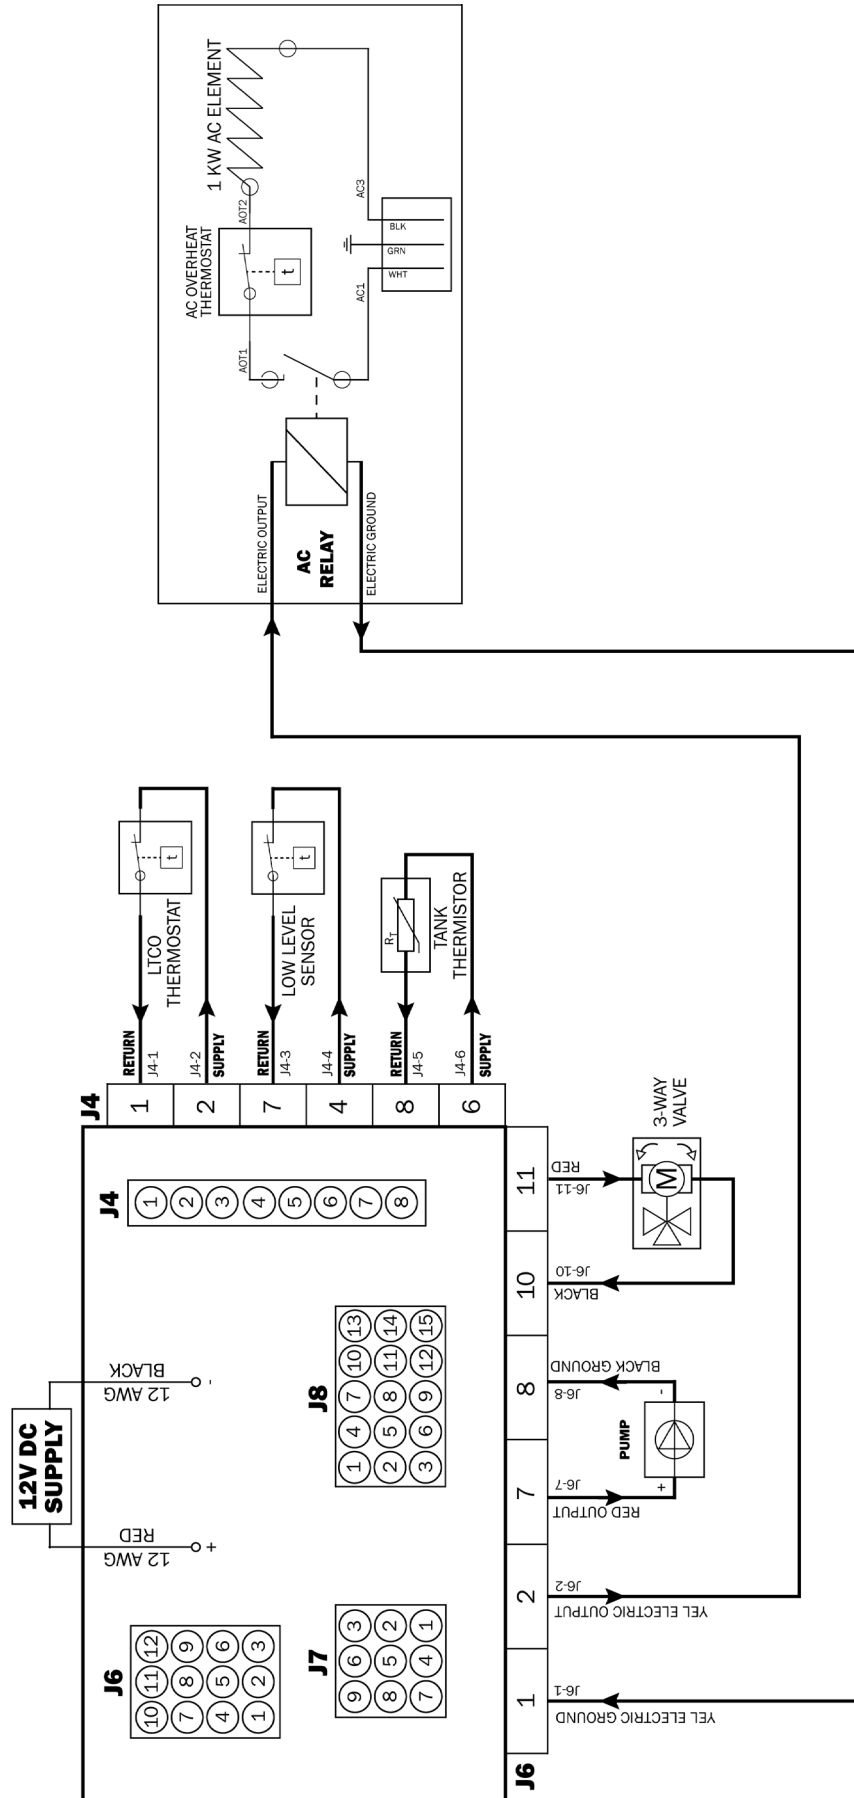 1 KW AC ELEMENT
AC OVERHEAT
THERMOSTAT
AOT2
AOT1
t
AC3
BLK
GRN
WHT
AC1
ELECTRIC OUTPUT
AC
RELAY
ELECTRIC GROUND
LTCO
THERMOSTAT
t
LOW LEVEL
SENSOR
t
TANK
THERMISTOR
RT
RETURN
J4-1
J4-2
SUPPLY
RETURN
J4-3
J4-4
SUPPLY
RETURN
J4-5
J4-6
SUPPLY
J4
1
2
7
4
8
6
J4
1
2
3
4
5
6
7
8
12V DC
SUPPLY
12 AWG BLACK
-
12 AWG RED
+
J8
13 14 15
10 11 12
7 8 9
4 5 6
1 2 3
J6
12 9 6 3
11 8 5 2
10 7 4 1
J7
3 2 1
6 5 4
9 8 7
J6
11
10
8
7
2
1
3-WAY
VALVE
M
RED
J6-11
J6-10
BLACK
BLACK GROUND
J6-8
PUMP
-
+
J6-7
RED OUTPUT
J6-2
YEL ELECTRIC OUTPUT
J6-1
YEL ELECTRIC GROUND